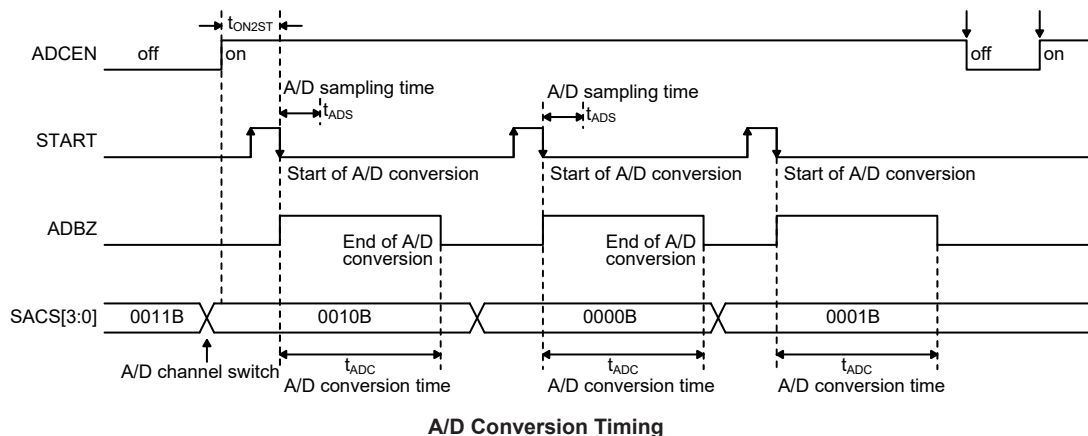 tON2ST
ADCEN
off
on
off
on
A/D sampling time
tADS
A/D sampling time
tADS
START
Start of A/D conversion
Start of A/D conversion
Start of A/D conversion
ADBZ
End of A/D
conversion
End of A/D
conversion
SACS[3:0]
0011B
0010B
0000B
0001B
A/D channel switch
tADC
A/D conversion time
tADC
A/D conversion time
tADC
A/D conversion time
A/D Conversion Timing